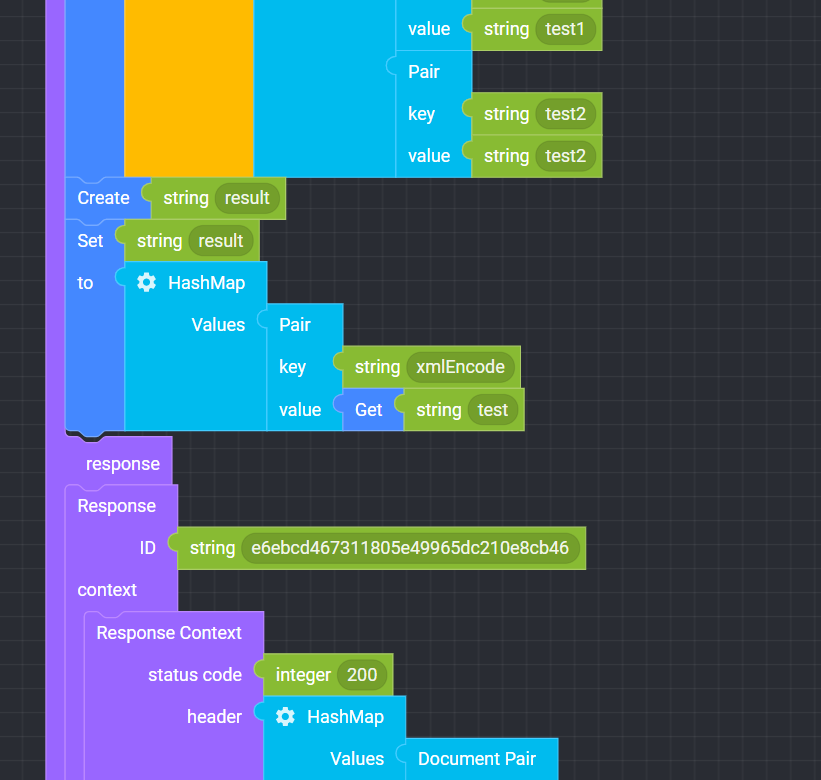 value string test1
Pair
key string test2
value string test2
Create string result
Set string result
to HashMap
Values Pair
key string xmlEncode
value Get string test
response
Response
ID string e6ebcd467311805e49965dc210e8cb46
context
Response Context
status code integer 200
header HashMap
Values Document Pair